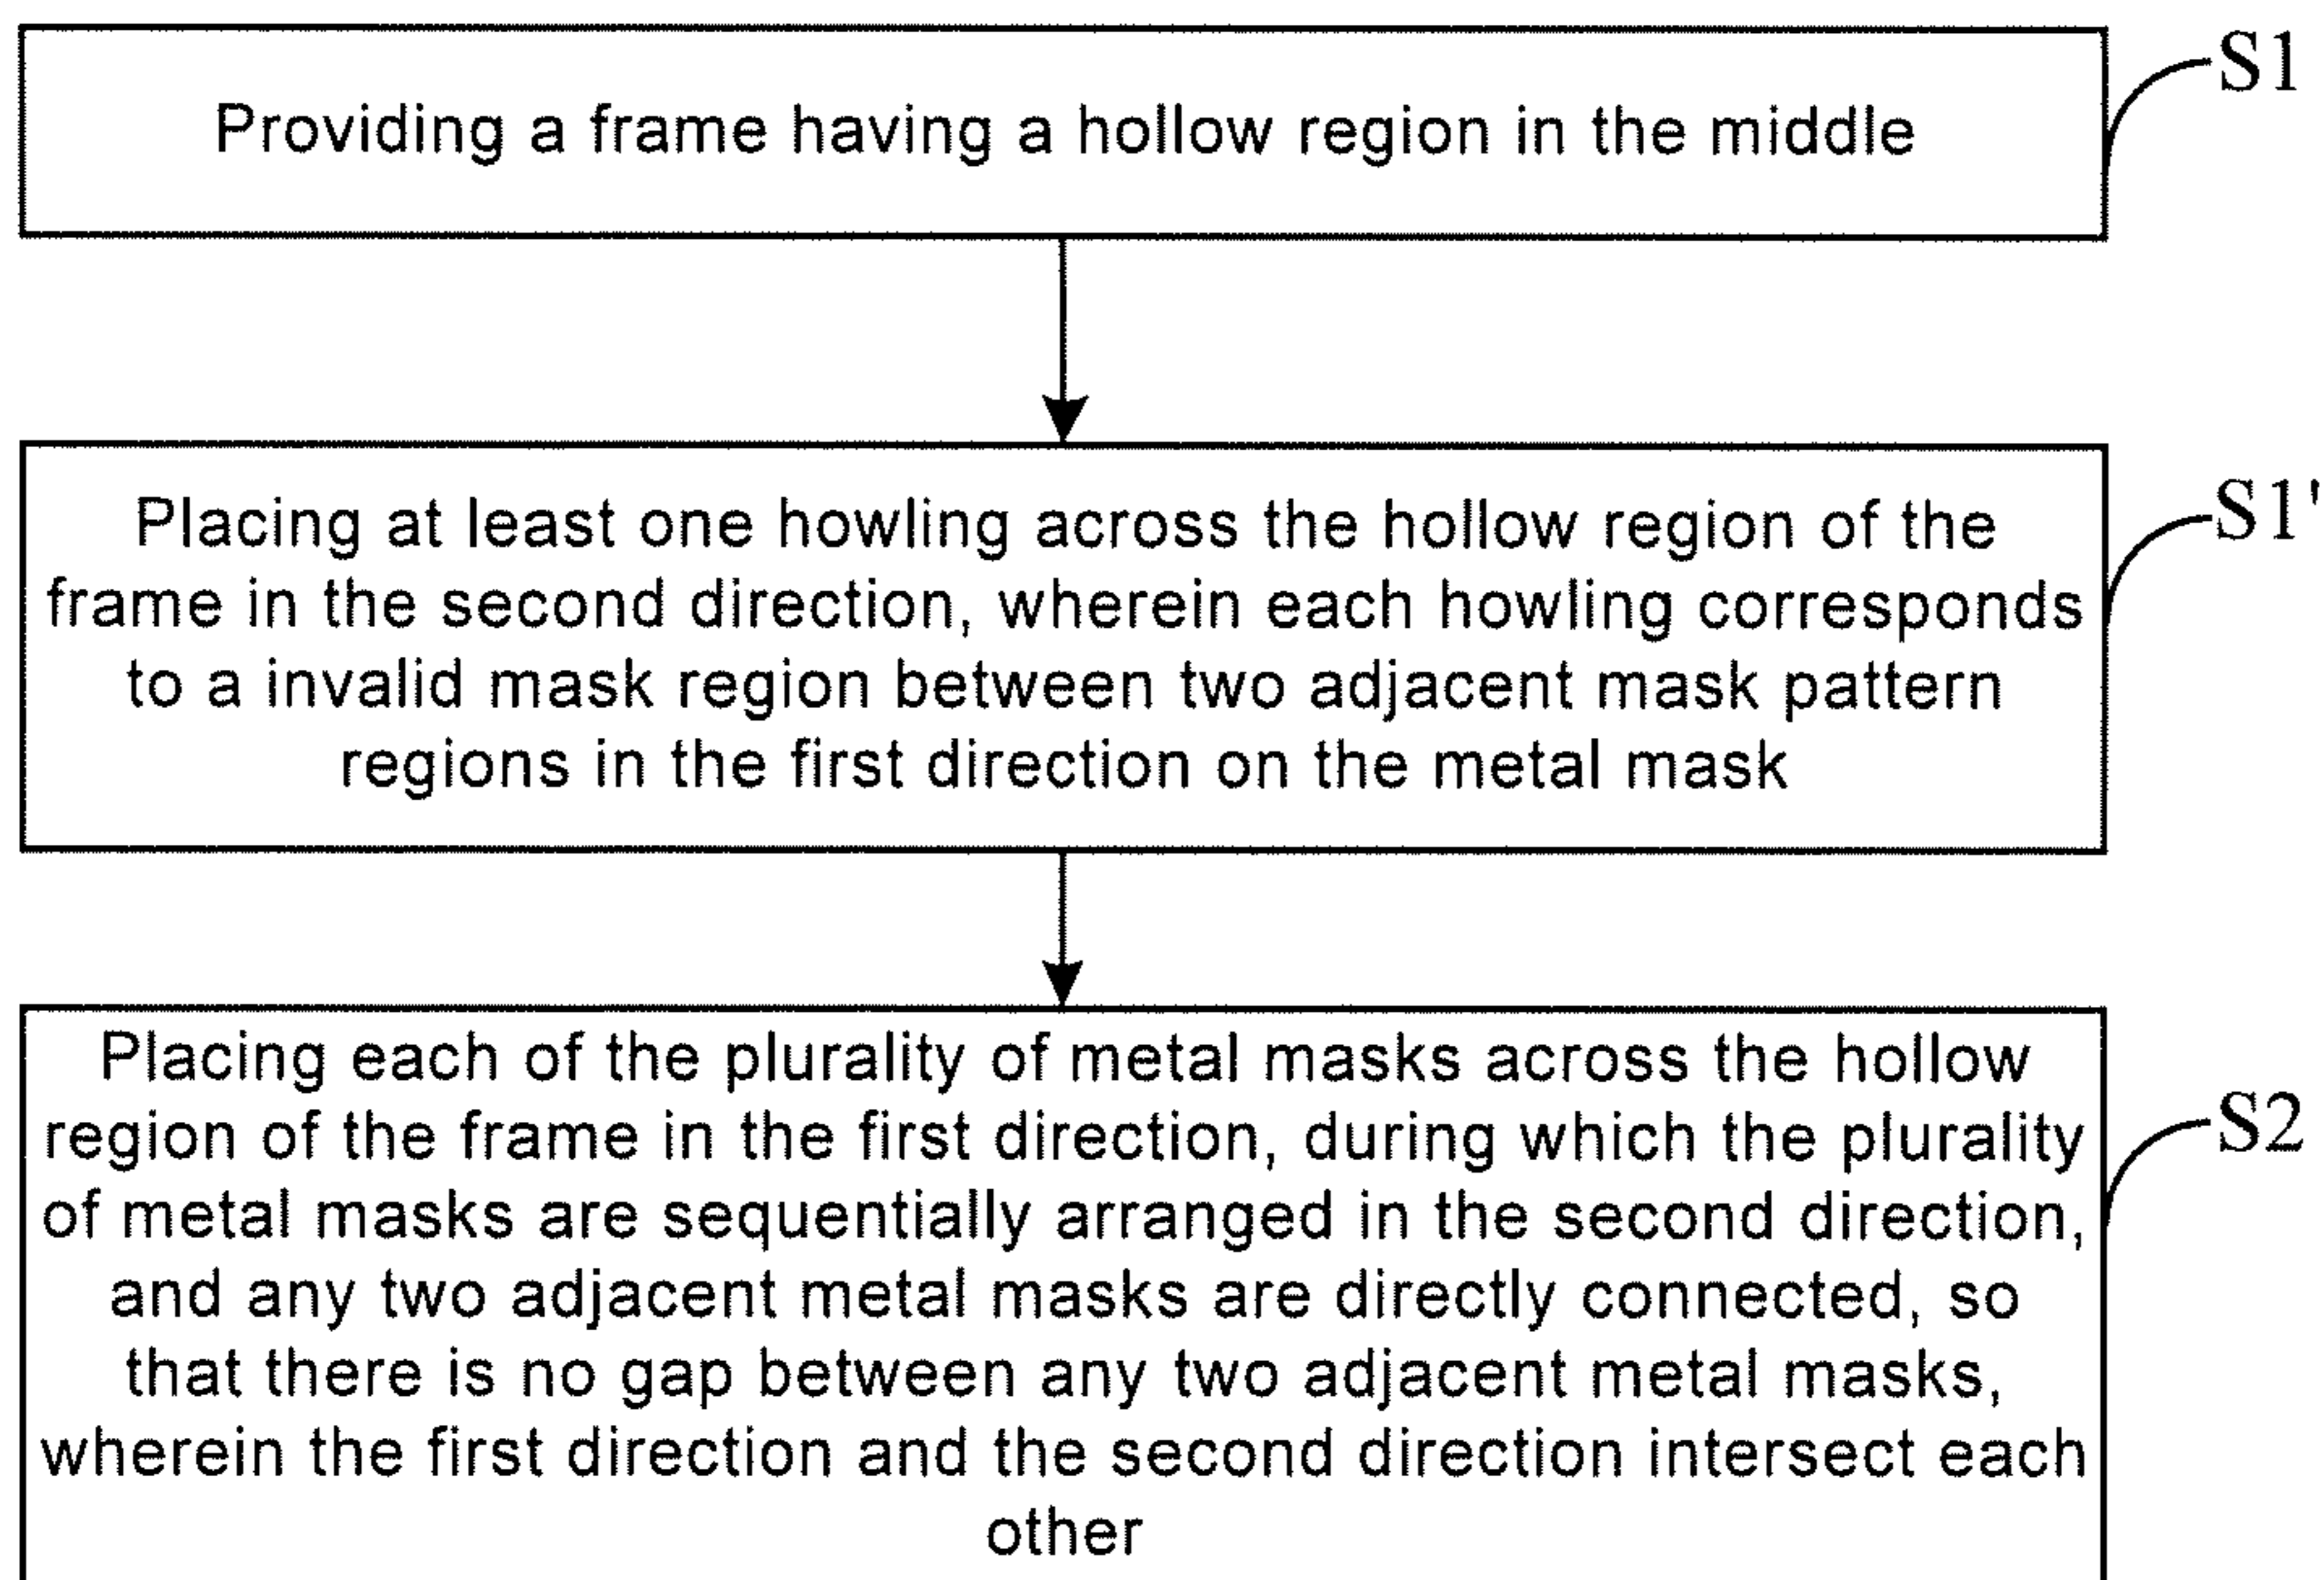 Providing a frame having a hollow region in the middle
S1
Placing at least one howling across the hollow region of the
frame in the second direction, wherein each howling corresponds
to a invalid mask region between two adjacent mask pattern
regions in the first direction on the metal mask
S1'
Placing each of the plurality of metal masks across the hollow
region of the frame in the first direction, during which the plurality
of metal masks are sequentially arranged in the second direction,
and any two adjacent metal masks are directly connected, so
that there is no gap between any two adjacent metal masks,
wherein the first direction and the second direction intersect each
other
S2